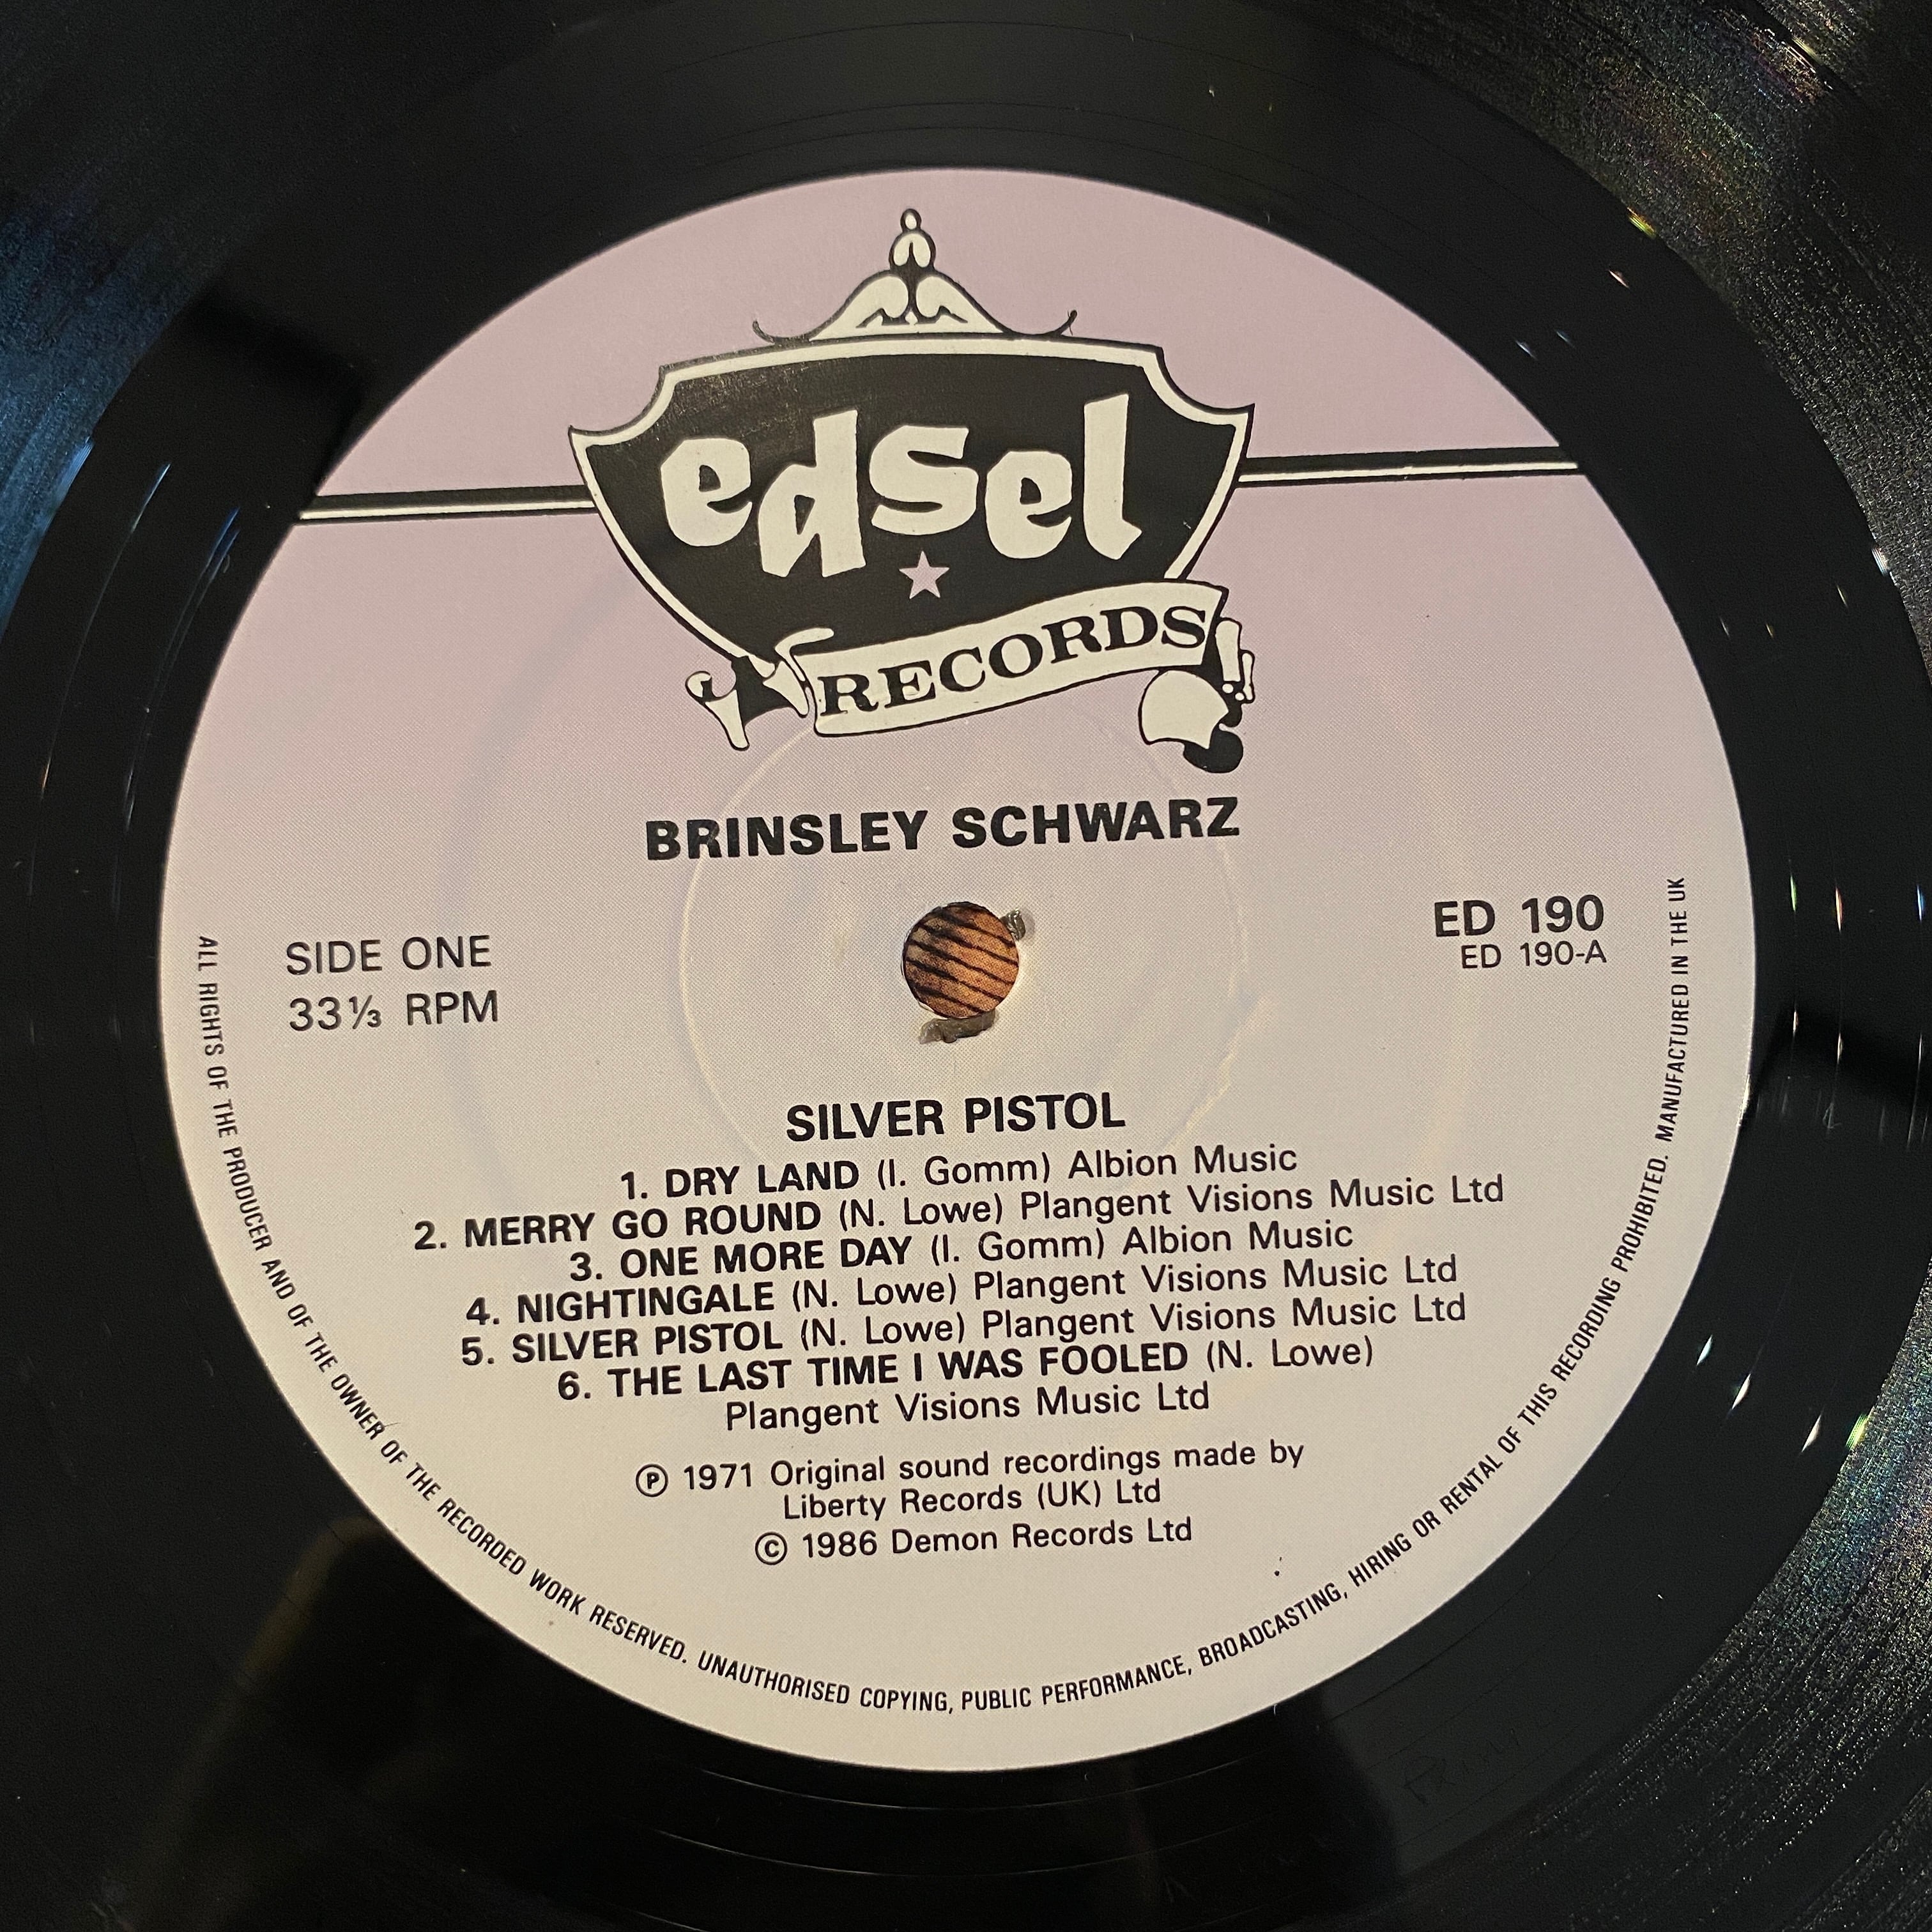 edsel
RECORDS
BRINSLEY SCHWARZ
SIDE ONE
33⅓ RPM
ED 190
ED 190-A
SILVER PISTOL
1. DRY LAND (I. Gomm) Albion Music
2. MERRY GO ROUND (N. Lowe) Plangent Visions Music Ltd
3. ONE MORE DAY (I. Gomm) Albion Music
4. NIGHTINGALE (N. Lowe) Plangent Visions Music Ltd
5. SILVER PISTOL (N. Lowe) Plangent Visions Music Ltd
6. THE LAST TIME I WAS FOOLED (N. Lowe)
Plangent Visions Music Ltd
Ⓟ 1971 Original sound recordings made by
Liberty Records (UK) Ltd
© 1986 Demon Records Ltd
ALL RIGHTS OF THE PRODUCER AND OF THE OWNER OF THE RECORDED WORK RESERVED. UNAUTHORISED COPYING, PUBLIC PERFORMANCE, BROADCASTING, HIRING OR RENTAL OF THIS RECORDING PROHIBITED. MANUFACTURED IN THE UK